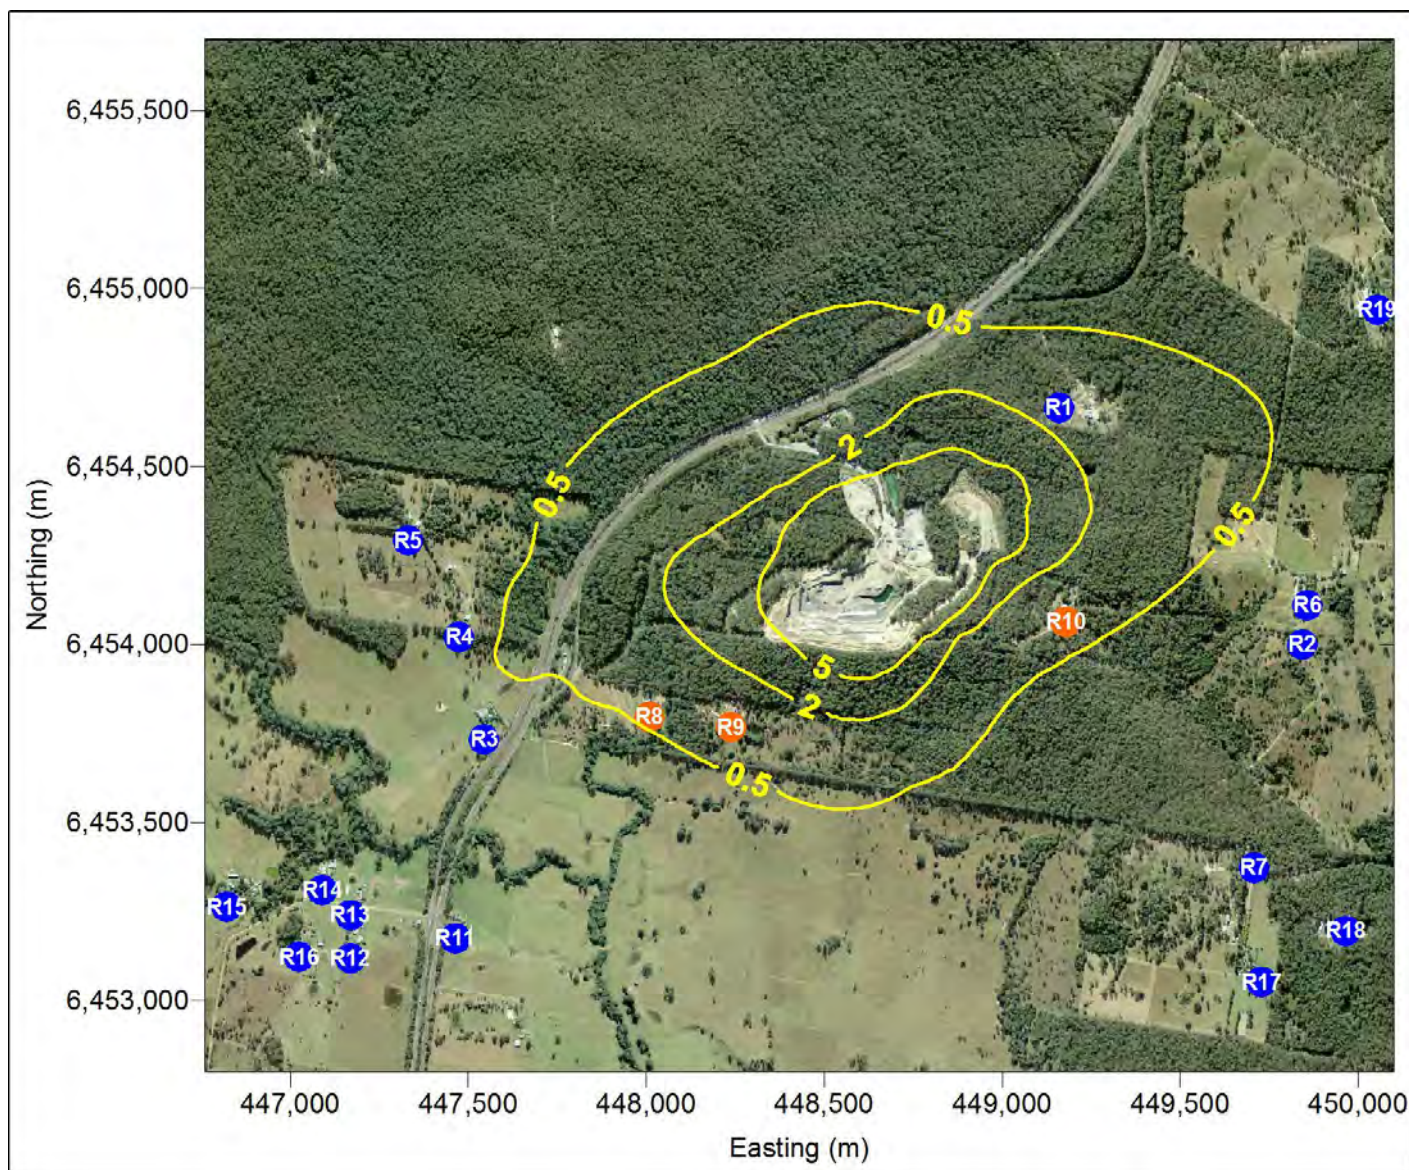 6,455,500
6,455,000
R19
0.5
R1
6,454,500
2
0.5
0.5
R5
R6
R10
R4
R2
6,454,000
5
2
R8
R9
R3
0.5
6,453,500
R7
R14
R15
R13
R18
R11
R16
R12
R17
6,453,000
447,000
447,500
448,000
448,500
449,000
449,500
450,000
Northing (m)
Easting (m)